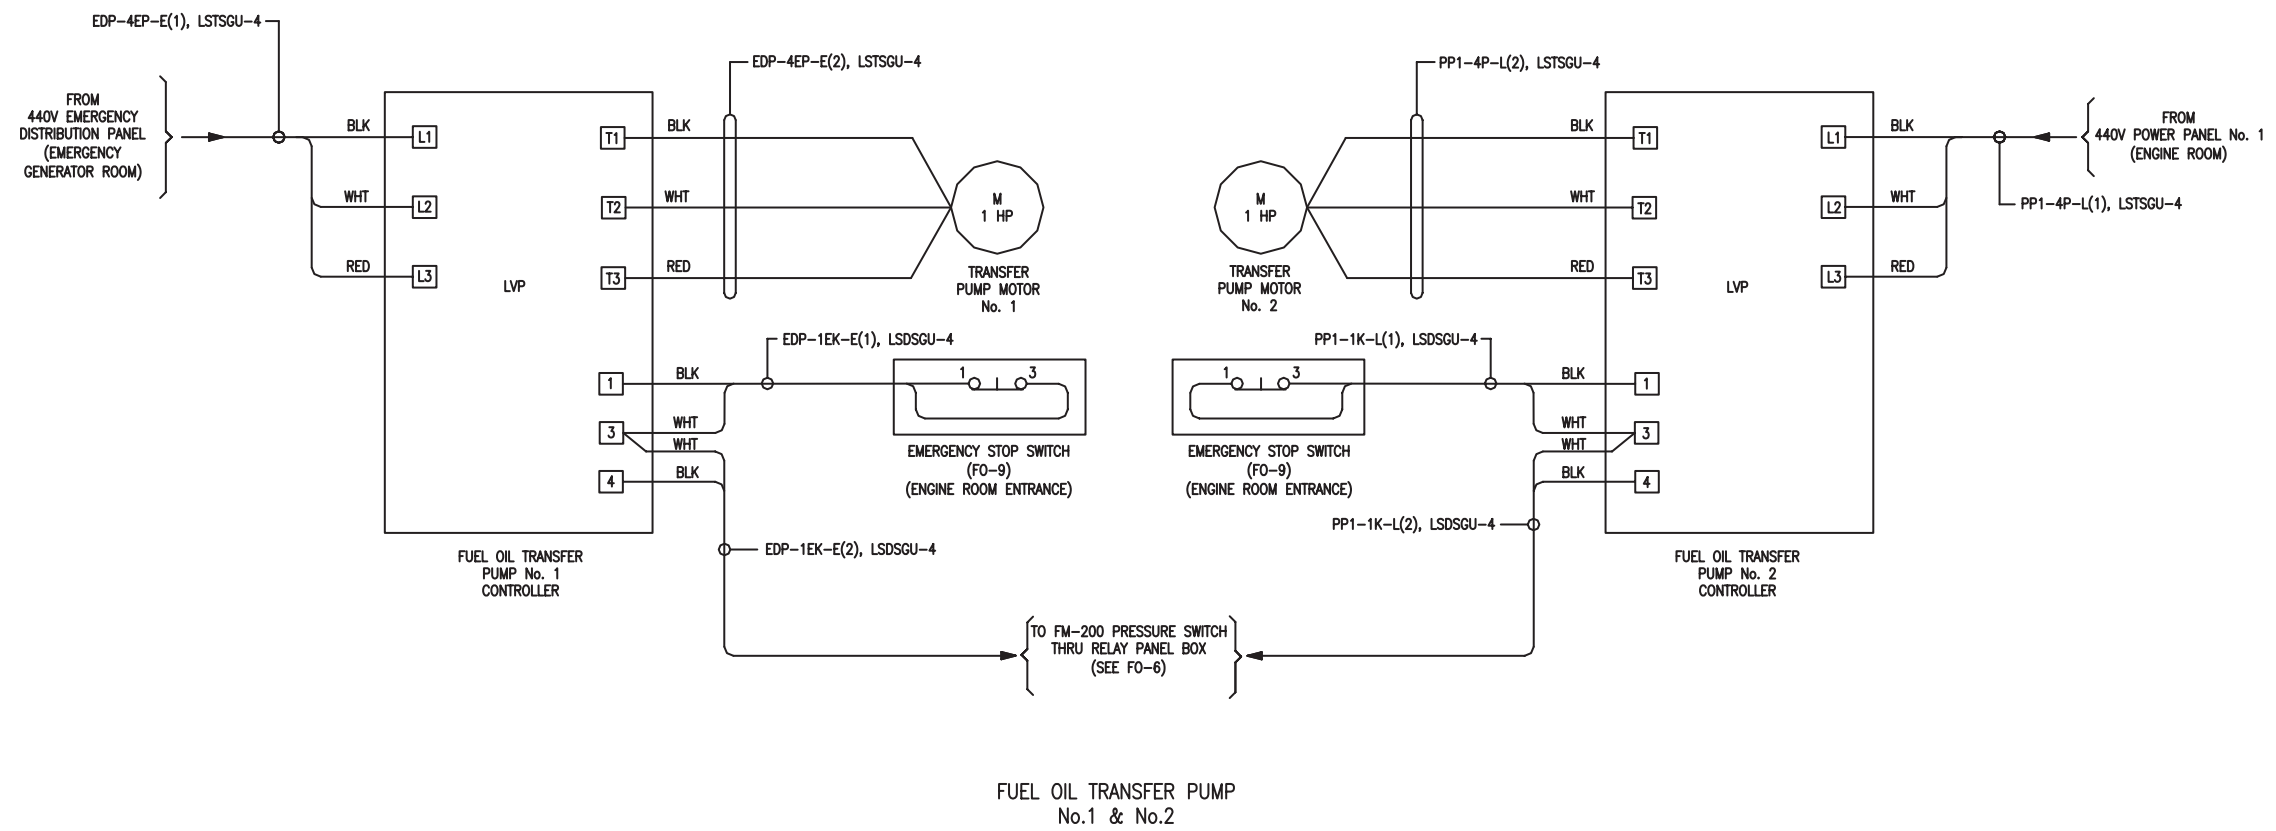 EDP-4EP-E(1), LSTSGU-4
FROM
440V EMERGENCY
DISTRIBUTION PANEL
(EMERGENCY
GENERATOR ROOM)
BLK
WHT
RED
L1
L2
L3
LVP
T1
T2
T3
1
3
4
FUEL OIL TRANSFER
PUMP No. 1
CONTROLLER
EDP-4EP-E(2), LSTSGU-4
BLK
WHT
RED
M
1 HP
TRANSFER
PUMP MOTOR
No. 1
EDP-1EK-E(1), LSDSGU-4
BLK
WHT
WHT
BLK
1
3
EMERGENCY STOP SWITCH
(FO-9)
(ENGINE ROOM ENTRANCE)
EDP-1EK-E(2), LSDSGU-4
TO FM-200 PRESSURE SWITCH
THRU RELAY PANEL BOX
(SEE FO-6)
PP1-4P-L(2), LSTSGU-4
M
1 HP
TRANSFER
PUMP MOTOR
No. 2
BLK
WHT
RED
PP1-1K-L(1), LSDSGU-4
1
3
EMERGENCY STOP SWITCH
(FO-9)
(ENGINE ROOM ENTRANCE)
BLK
WHT
WHT
BLK
PP1-1K-L(2), LSDSGU-4
T1
T2
T3
1
3
4
LVP
L1
L2
L3
FUEL OIL TRANSFER
PUMP No. 2
CONTROLLER
BLK
WHT
RED
FROM
440V POWER PANEL No. 1
(ENGINE ROOM)
PP1-4P-L(1), LSTSGU-4
FUEL OIL TRANSFER PUMP
No.1 & No.2